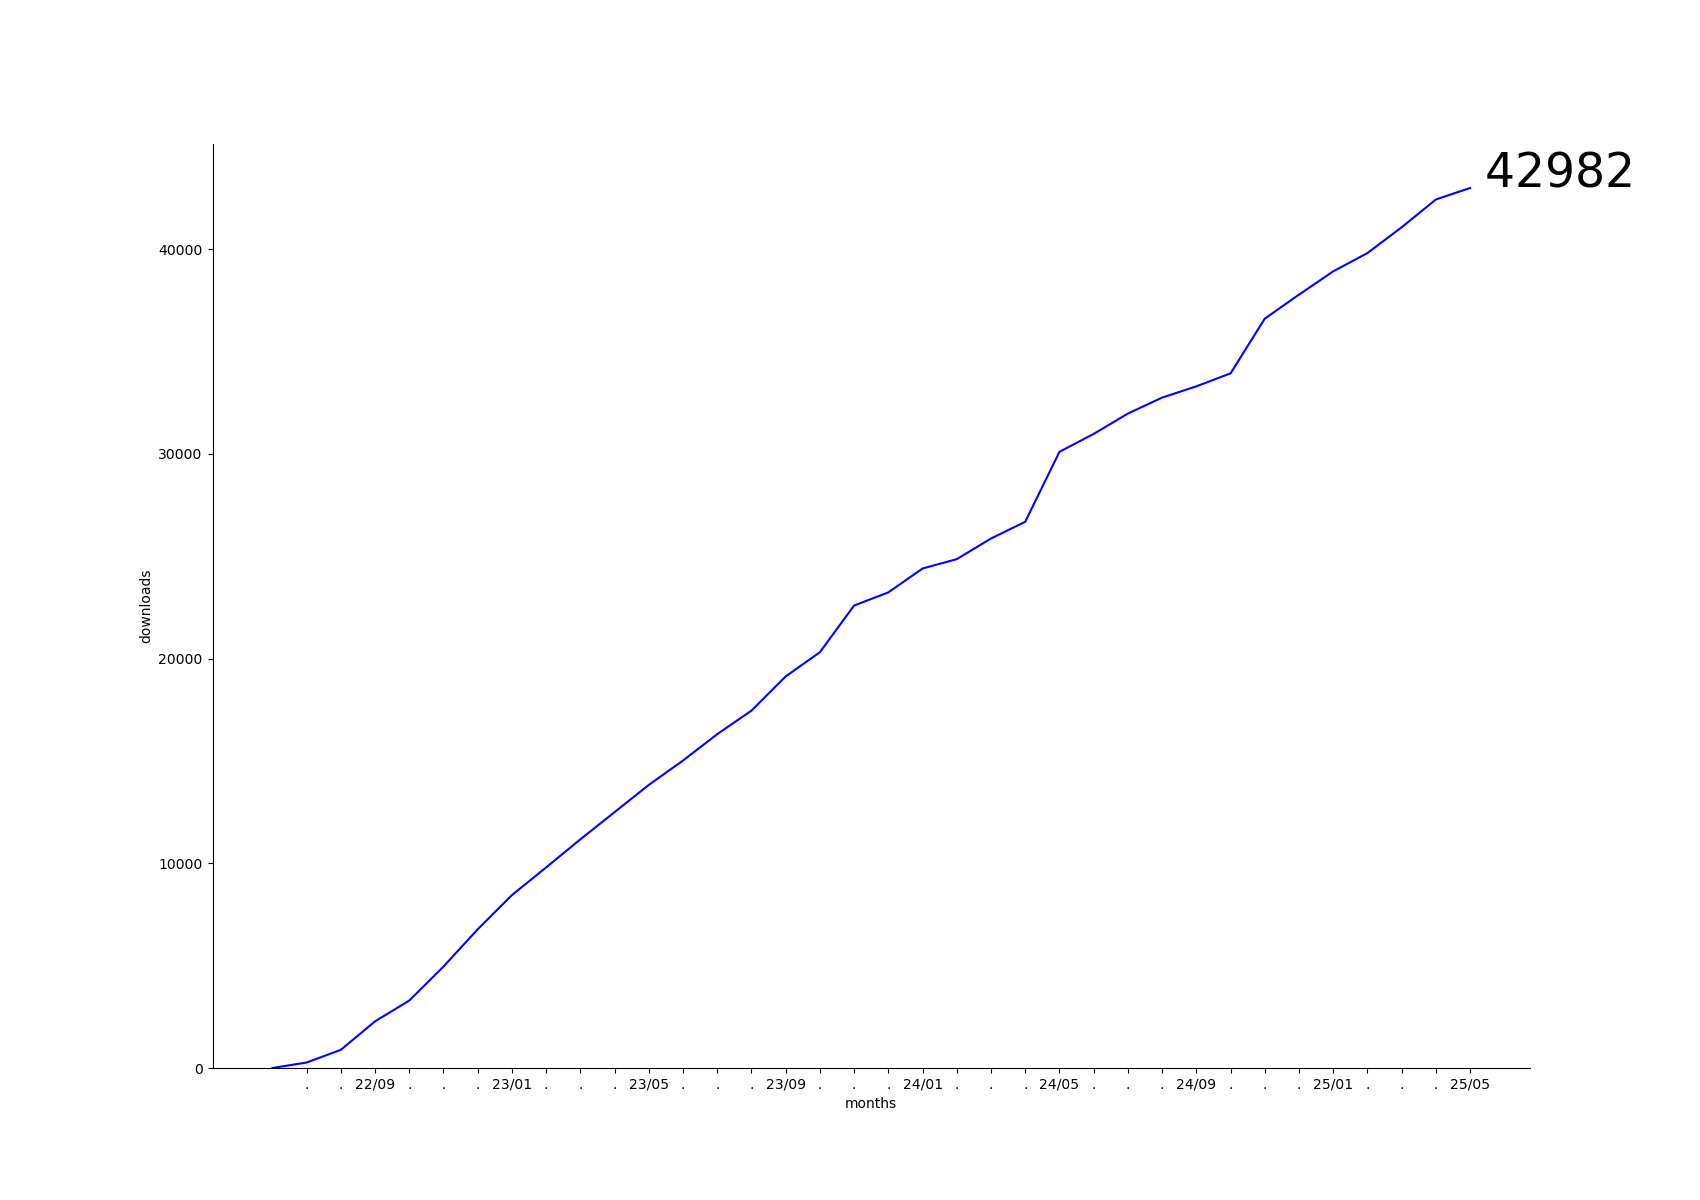 42982
40000
30000
downloads
20000
10000
0
. . 22/09 . . . 23/01 . . . 23/05 . . . 23/09 . . . 24/01 . . . 24/05 . . . 24/09 . . . 25/01 . . . 25/05
months